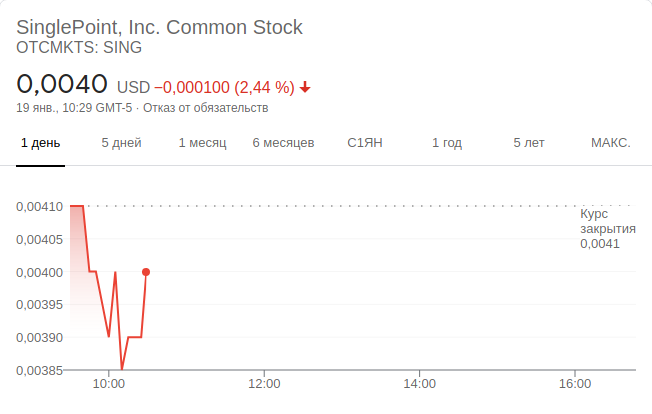 SinglePoint, Inc. Common Stock
OTCMKTS: SING
0,0040 USD −0,000100 (2,44 %) ↓
19 янв., 10:29 GMT-5 · Отказ от обязательств
1 день 5 дней 1 месяц 6 месяцев С1ЯН 1 год 5 лет МАКС.
0,00410
Курс
закрытия
0,0041
0,00405
0,00400
0,00395
0,00390
0,00385
10:00 12:00 14:00 16:00